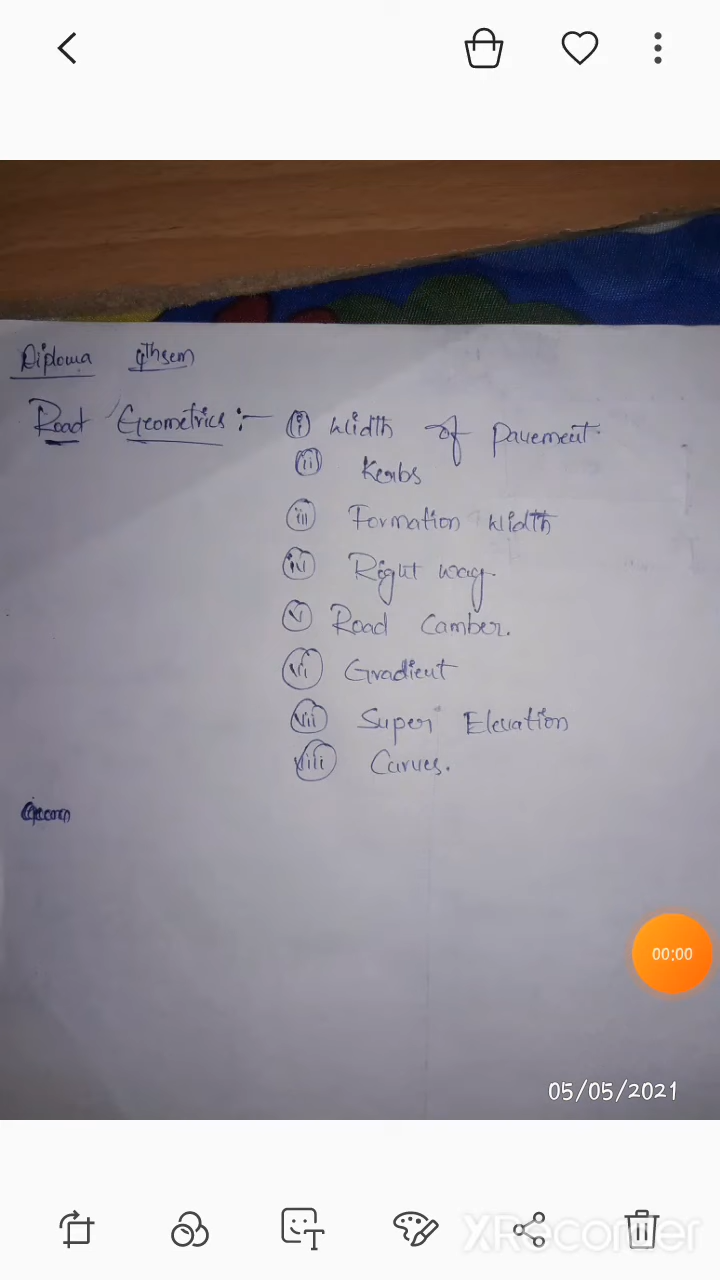 Diploma 4thsem
Road Geometrics :- (i) Width of Pavement
(ii) Kerbs
(iii) Formation Width
(iv) Right way
(v) Road Camber.
(vi) Gradient
(vii) Super Elevation
(viii) Curves.
00:00
05/05/2021
XRecorder